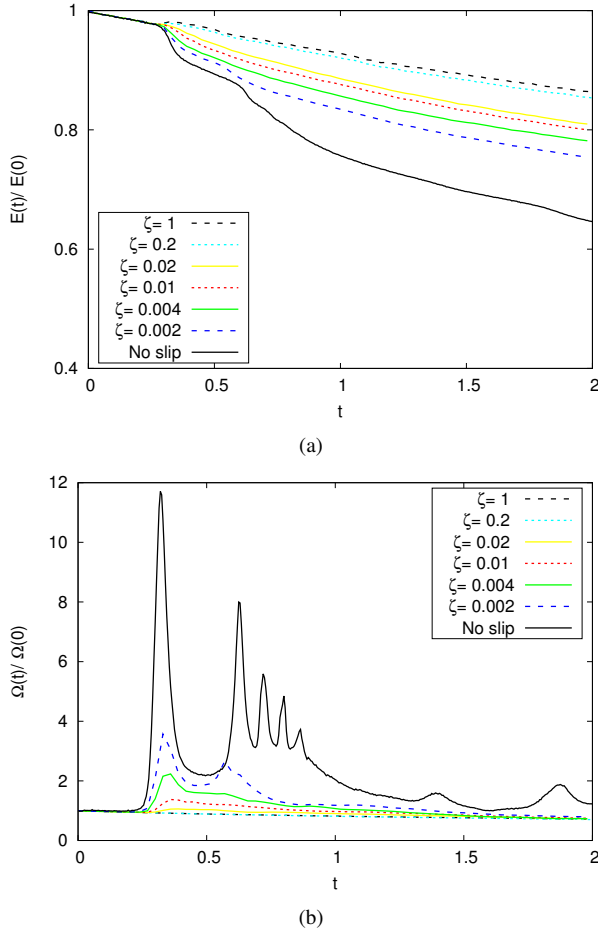 1
0.8
0.6
0.4
E(t)/ E(0)
ζ= 1
ζ= 0.2
ζ= 0.02
ζ= 0.01
ζ= 0.004
ζ= 0.002
No slip
0 0.5 1 1.5 2
t
(a)
12
10
8
6
4
2
0
Ω(t)/ Ω(0)
ζ= 1
ζ= 0.2
ζ= 0.02
ζ= 0.01
ζ= 0.004
ζ= 0.002
No slip
0 0.5 1 1.5 2
t
(b)